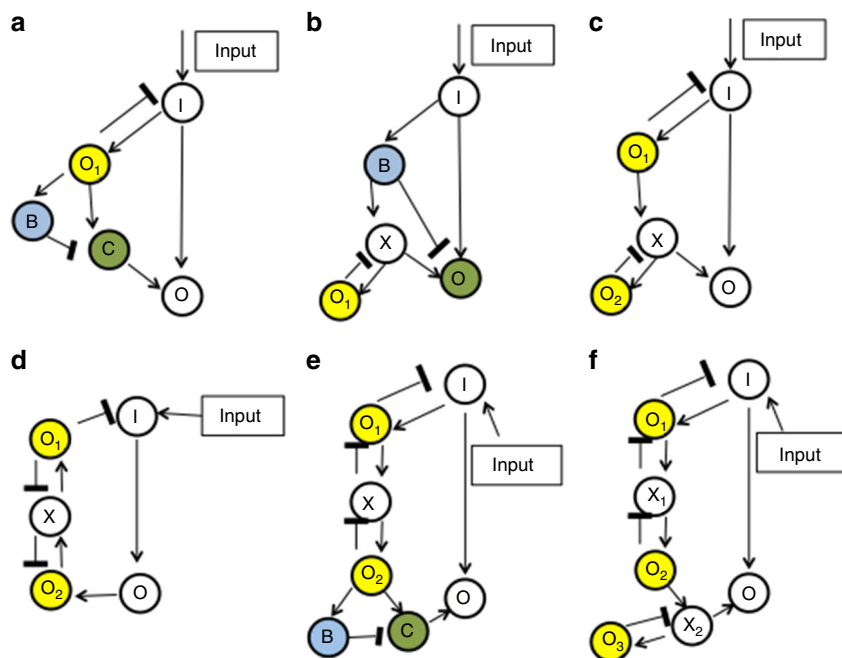 a
Input
I
O1
B
C
O
b
Input
I
B
X
O1
O
c
Input
I
O1
X
O2
O
d
I
Input
O1
X
O2
O
e
I
O1
Input
X
O2
O
B
C
f
I
O1
Input
X1
O2
O
X2
O3